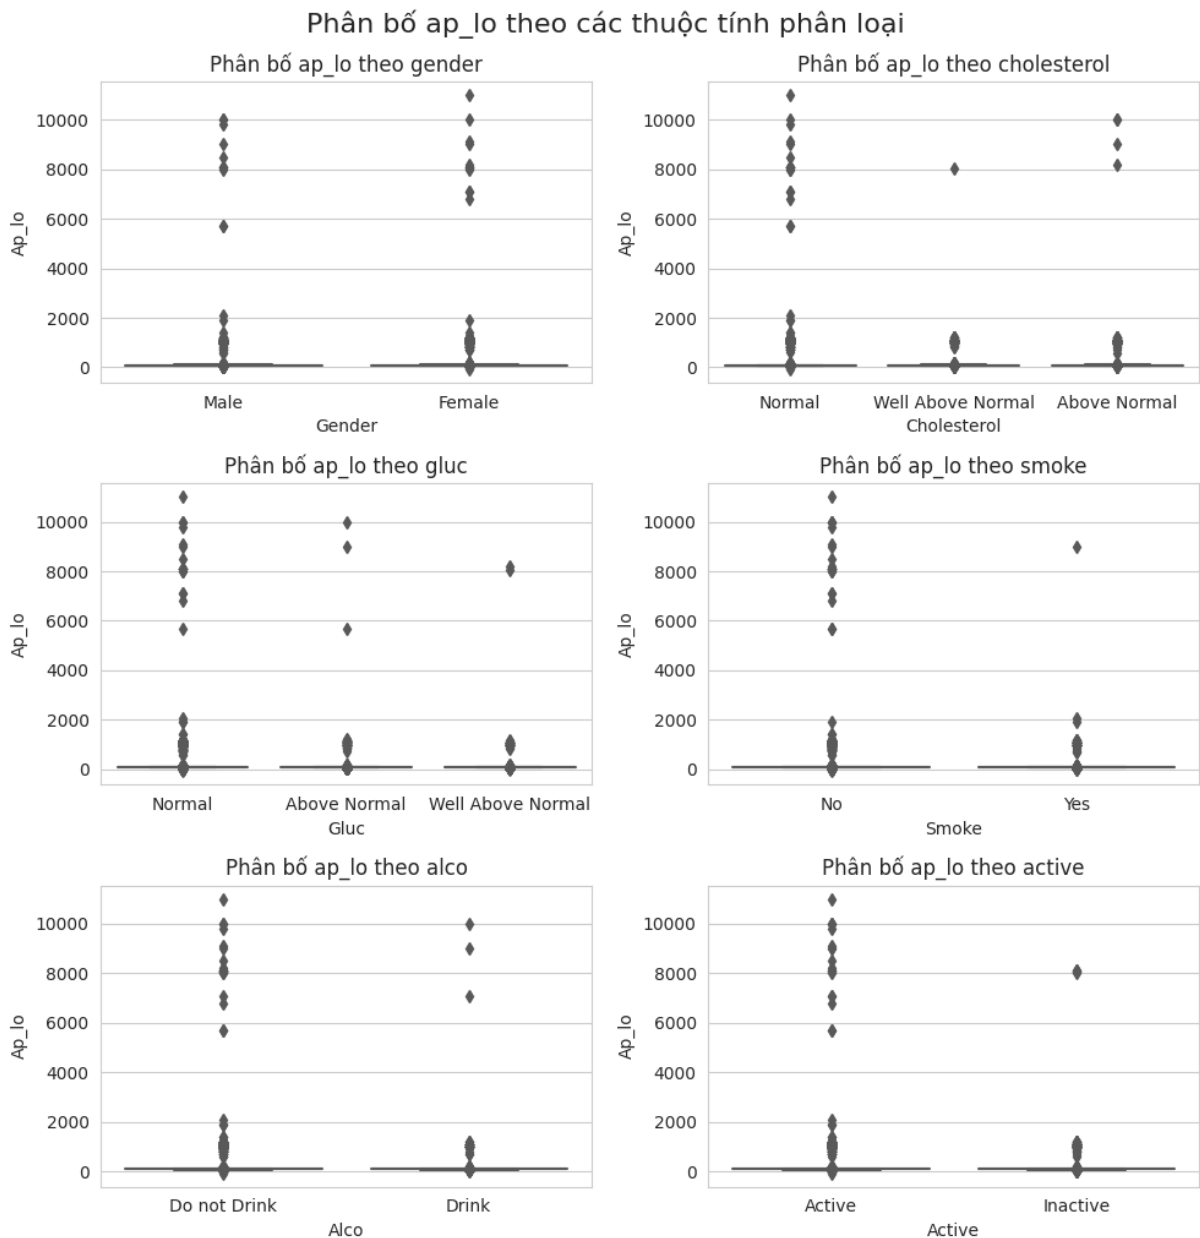 Phân bố ap_lo theo các thuộc tính phân loại
Phân bố ap_lo theo gender
Ap_lo
10000
8000
6000
4000
2000
0
Male Female
Gender
Phân bố ap_lo theo cholesterol
Ap_lo
10000
8000
6000
4000
2000
0
Normal Well Above Normal Above Normal
Cholesterol
Phân bố ap_lo theo gluc
Ap_lo
10000
8000
6000
4000
2000
0
Normal Above Normal Well Above Normal
Gluc
Phân bố ap_lo theo smoke
Ap_lo
10000
8000
6000
4000
2000
0
No Yes
Smoke
Phân bố ap_lo theo alco
Ap_lo
10000
8000
6000
4000
2000
0
Do not Drink Drink
Alco
Phân bố ap_lo theo active
Ap_lo
10000
8000
6000
4000
2000
0
Active Inactive
Active